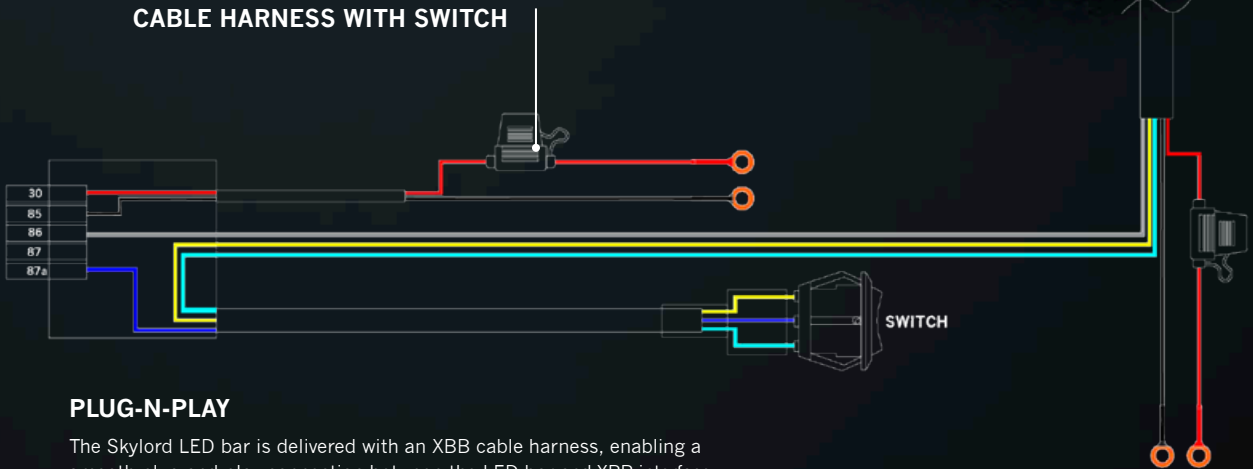 CABLE HARNESS WITH SWITCH
30
85
86
87
87a
SWITCH
PLUG-N-PLAY
The Skylord LED bar is delivered with an XBB cable harness, enabling a